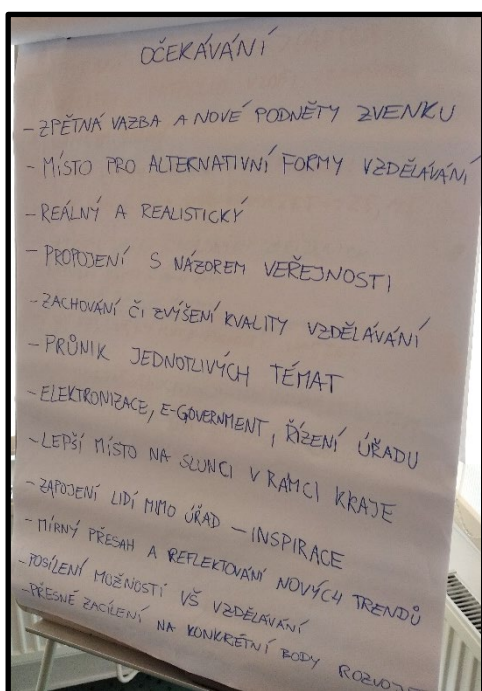 OČEKÁVÁNÍ
- ZPĚTNÁ VAZBA A NOVÉ PODNĚTY ZVENKU
- MÍSTO PRO ALTERNATIVNÍ FORMY VZDĚLÁVÁNÍ
- REÁLNÝ A REALISTICKÝ
- PROPOJENÍ S NÁZOREM VEŘEJNOSTI
- ZACHOVÁNÍ ČI ZVÝŠENÍ KVALITY VZDĚLÁVÁNÍ
- PRŮNIK JEDNOTLIVÝCH TÉMAT
- ELEKTRONIZACE, E-GOVERNMENT, ŘÍZENÍ ÚŘADU
- LEPŠÍ MÍSTO NA SLUNCI V RÁMCI KRAJE
- ZAPOJENÍ LIDÍ MIMO ÚŘAD - INSPIRACE
- MÍRNÝ PŘESAH A REFLEKTOVÁNÍ NOVÝCH TRENDŮ
- POSÍLENÍ MOŽNOSTÍ VŠ VZDĚLÁVÁNÍ
- PŘESNÉ ZACÍLENÍ NA KONKRÉTNÍ BODY